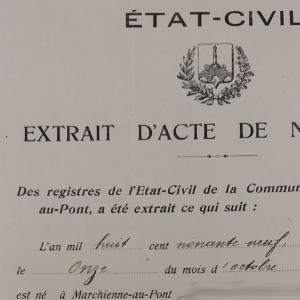 ÉTAT-CIVIL
EXTRAIT D'ACTE DE N
Des registres de l'Etat-Civil de la Commun
au-Pont, a été extrait ce qui suit :
L'an mil huit cent nonante neuf,
le Onze du mois d'octobre
est né à Marchienne-au-Pont